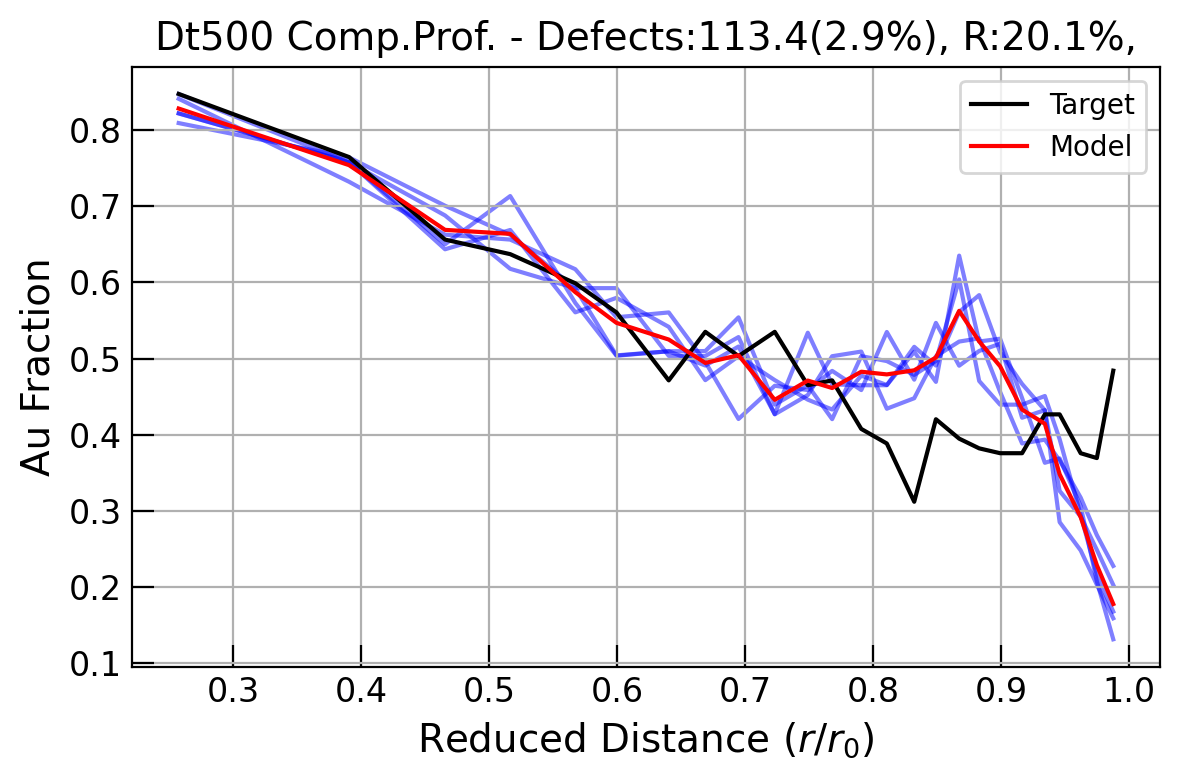 Dt500 Comp.Prof. - Defects:113.4(2.9%), R:20.1%,
Target
Model
Au Fraction
0.8
0.7
0.6
0.5
0.4
0.3
0.2
0.1
0.3 0.4 0.5 0.6 0.7 0.8 0.9 1.0
Reduced Distance (r/r₀)